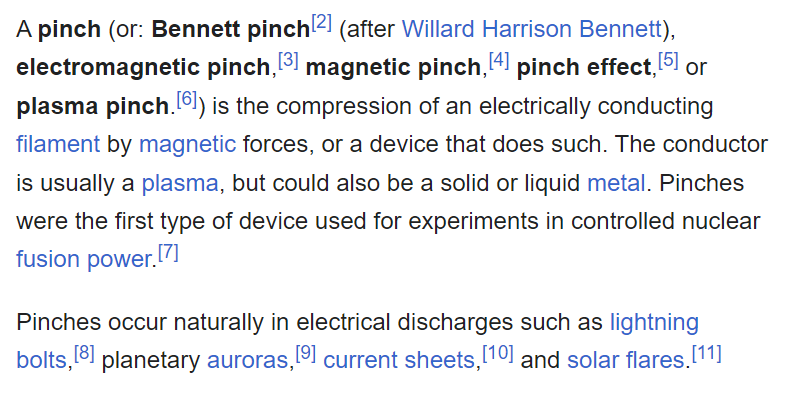 A pinch (or: Bennett pinch[2] (after Willard Harrison Bennett),
electromagnetic pinch,[3] magnetic pinch,[4] pinch effect,[5] or
plasma pinch.[6]) is the compression of an electrically conducting
filament by magnetic forces, or a device that does such. The conductor
is usually a plasma, but could also be a solid or liquid metal. Pinches
were the first type of device used for experiments in controlled nuclear
fusion power.[7]
Pinches occur naturally in electrical discharges such as lightning
bolts,[8] planetary auroras,[9] current sheets,[10] and solar flares.[11]